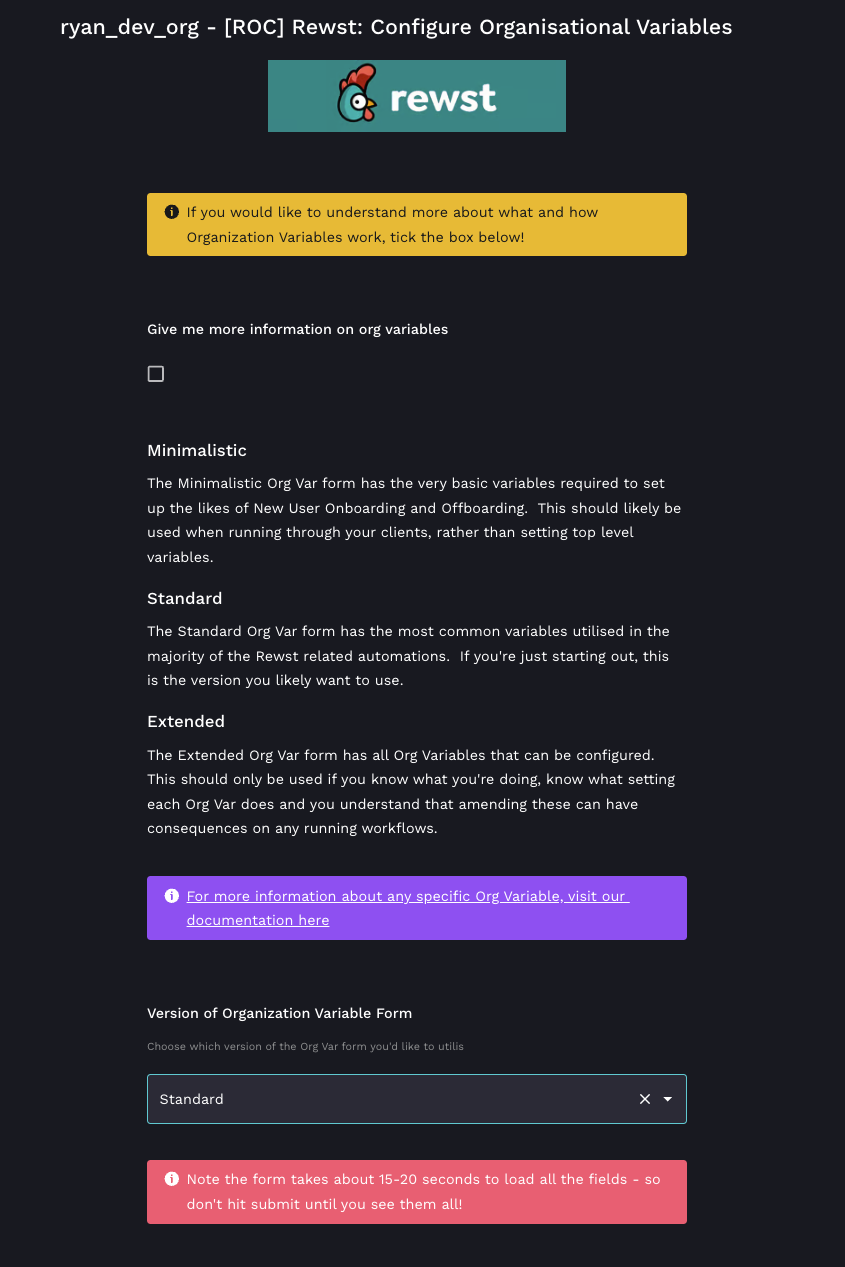 ryan_dev_org - [ROC] Rewst: Configure Organisational Variables
rewst
If you would like to understand more about what and how
Organization Variables work, tick the box below!
Give me more information on org variables
Minimalistic
The Minimalistic Org Var form has the very basic variables required to set
up the likes of New User Onboarding and Offboarding.  This should likely be
used when running through your clients, rather than setting top level
variables.
Standard
The Standard Org Var form has the most common variables utilised in the
majority of the Rewst related automations.  If you're just starting out, this
is the version you likely want to use.
Extended
The Extended Org Var form has all Org Variables that can be configured.
This should only be used if you know what you're doing, know what setting
each Org Var does and you understand that amending these can have
consequences on any running workflows.
For more information about any specific Org Variable, visit our
documentation here
Version of Organization Variable Form
Choose which version of the Org Var form you'd like to utilis
Standard
Note the form takes about 15-20 seconds to load all the fields - so
don't hit submit until you see them all!